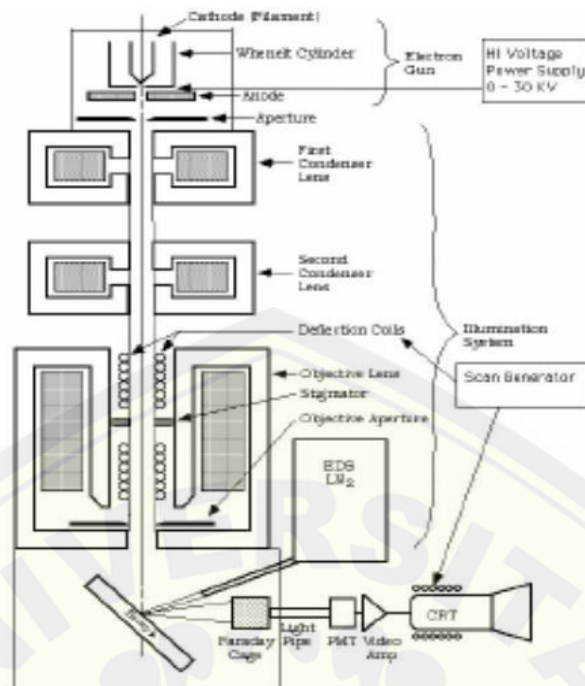 Cathode (Filament)
Whenelt Cylinder
Electron
Gun
Hi Voltage
Power Supply
0 - 30 KV
Anode
Aperture
First
Condenser
Lens
Second
Condenser
Lens
Deflection Coils
Illumination
System
Scan Generator
Objective Lens
Stigmator
Objective Aperture
EDS
LN2
CRT
Faraday
Cage
Light
Pipe
PMT
Video
Amp
UNIVERSITA